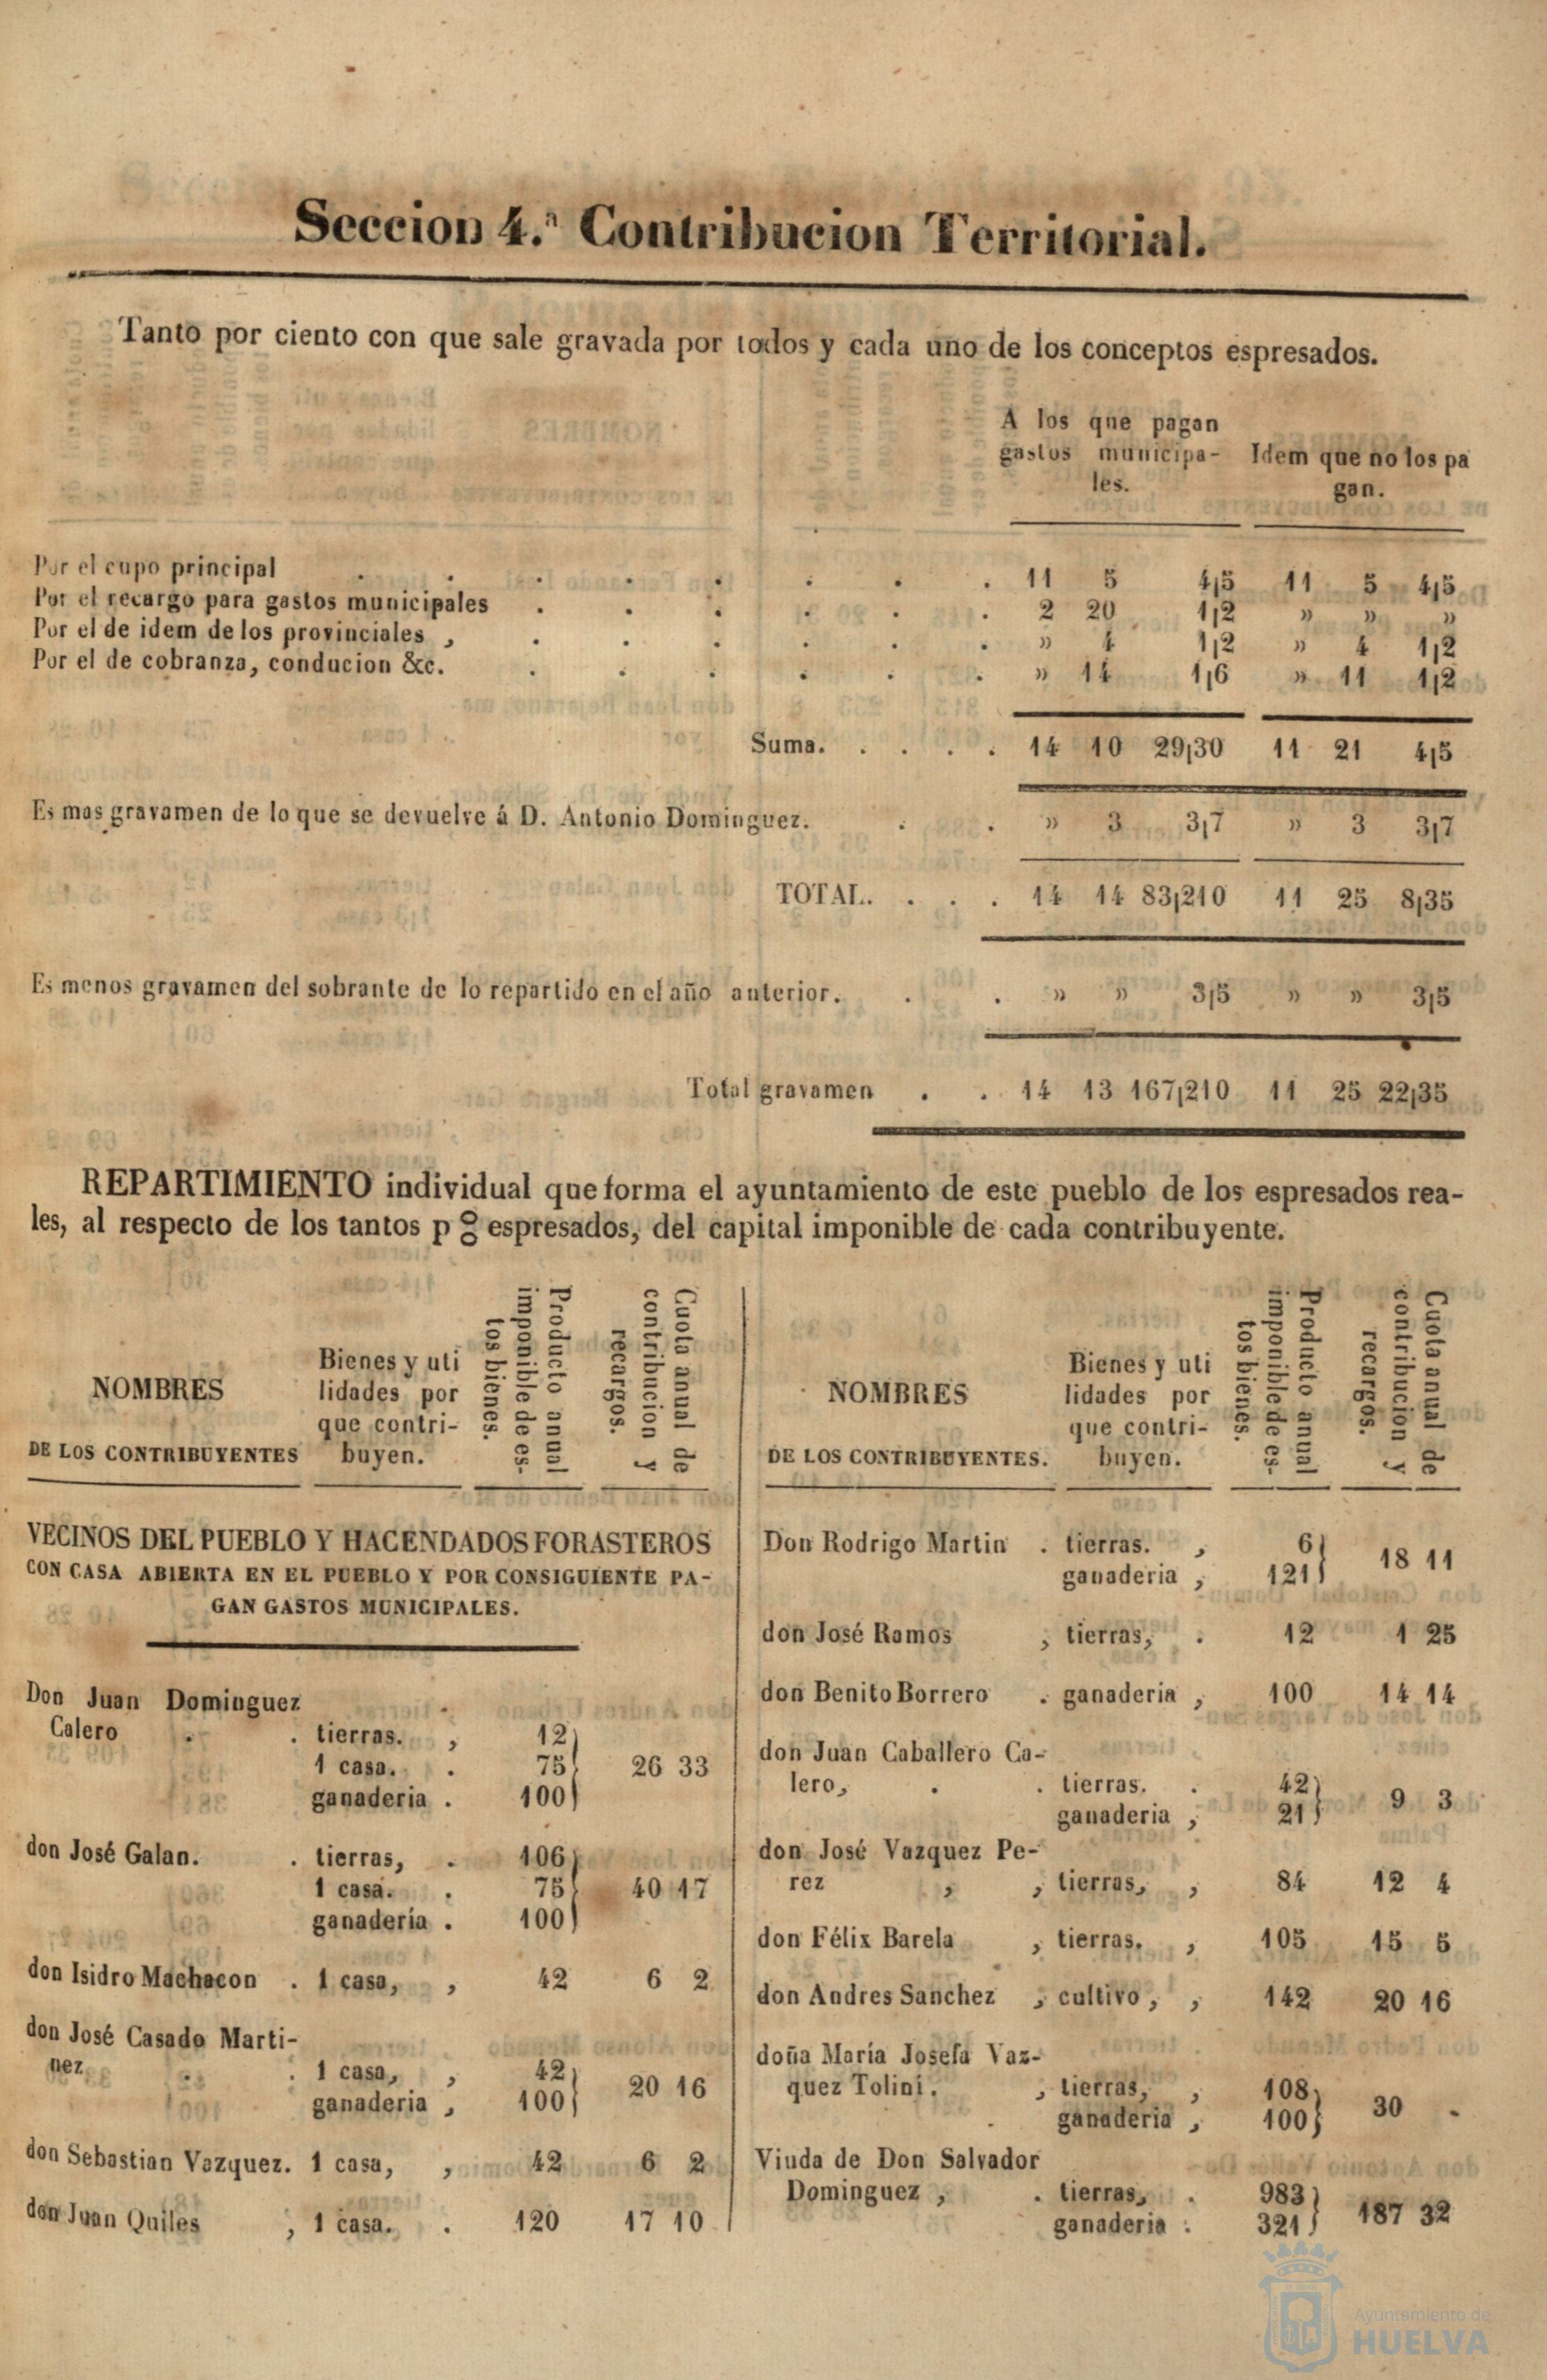 Seccion 4.ª Contribucion Territorial.
Tanto por ciento con que sale gravada por todos y cada uno de los conceptos espresados.
A los que pagan
gastos municipa-
les.
Idem que no los pa
gan.
Por el cupo principal . . . . . . . . 11 5 4,5 11 5 4,5
Por el recargo para gastos municipales . . . . . . 2 20 1,2 » » »
Por el de idem de los provinciales , . . . . . . » 4 1,2 » 4 1,2
Por el de cobranza, conducion &c. . . . . . . » 14 1,6 » 11 1,2
Suma. . . . . 14 10 29,30 11 21 4,5
Es mas gravamen de lo que se devuelve á D. Antonio Dominguez. . . » 3 3,7 » 3 3,7
TOTAL. . . . 14 14 83,210 11 25 8,35
Es menos gravamen del sobrante de lo repartido en el año anterior. . . » » 3,5 » » 3,5
Total gravamen . . 14 13 167,210 11 25 22,35
REPARTIMIENTO individual que forma el ayuntamiento de este pueblo de los espresados rea-
les, al respecto de los tantos p % espresados, del capital imponible de cada contribuyente.
NOMBRES
DE LOS CONTRIBUYENTES
Bienes y uti
lidades por
que contri-
buyen.
Producto anual
imponible de es-
tos bienes.
Cuota anual de
contribucion y
recargos.
VECINOS DEL PUEBLO Y HACENDADOS FORASTEROS
CON CASA ABIERTA EN EL PUEBLO Y POR CONSIGUIENTE PA-
GAN GASTOS MUNICIPALES.
Don Juan Dominguez
Calero . . tierras. , 12
1 casa. . 75 26 33
ganaderia . 100
don José Galan. . tierras, . 106
1 casa. . 75 40 17
ganaderia . 100
don Isidro Machacon . 1 casa, , 42 6 2
don José Casado Marti-
nez . . 1 casa, , 42
ganaderia , 100 20 16
don Sebastian Vazquez. 1 casa, , 42 6 2
don Juan Quiles , 1 casa. . 120 17 10
NOMBRES
DE LOS CONTRIBUYENTES.
Bienes y uti
lidades por
que contri-
buyen.
Producto anual
imponible de es-
tos bienes.
Cuota anual de
contribucion y
recargos.
Don Rodrigo Martin . tierras. , 6
ganaderia , 121 18 11
don José Ramos , tierras, . 12 1 25
don Benito Borrero . ganaderia , 100 14 14
don Juan Caballero Ca-
lero, . . tierras. . 42
ganaderia , 21 9 3
don José Vazquez Pe-
rez , , tierras, , 84 12 4
don Félix Barela , tierras. , 105 15 5
don Andres Sanchez , cultivo, , 142 20 16
doña María Josefa Vaz-
quez Tolini. , tierras, , 108
ganaderia , 100 30 .
Viuda de Don Salvador
Dominguez , . tierras, . 983
ganaderia . 321 187 32
Ayuntamiento de
HUELVA